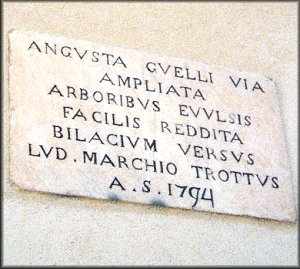 ANGVSTA GVELLI VIA
AMPLIATA
ARBORIBVS EVVLSIS
FACILIS REDDITA
BILACIVM VERSVS
LVD. MARCHIO TROTTVS
A. S. 1794